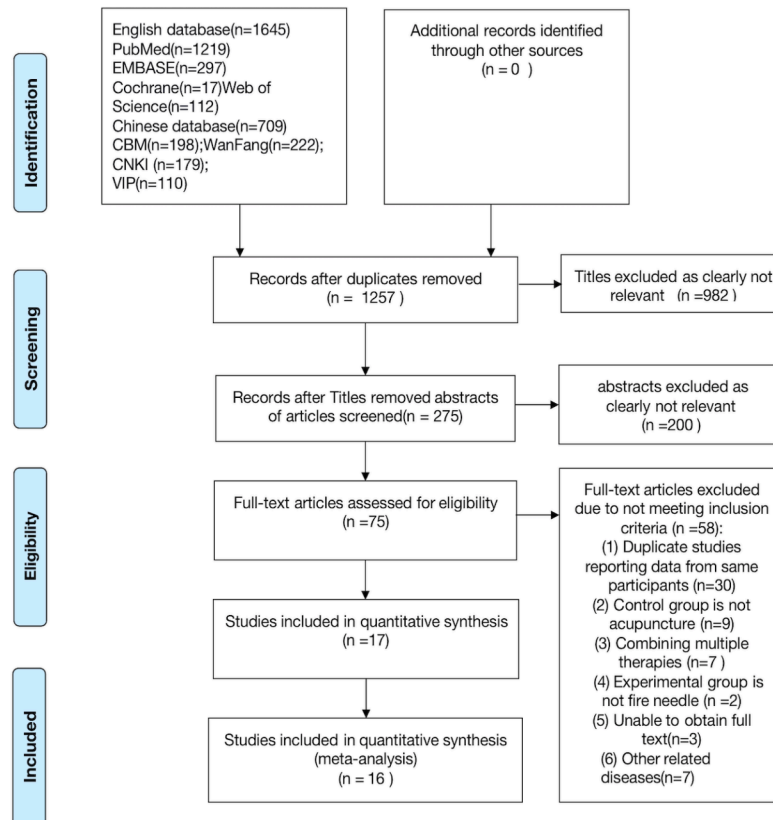 Identification
English database(n=1645)
PubMed(n=1219)
EMBASE(n=297)
Cochrane(n=17)Web of
Science(n=112)
Chinese database(n=709)
CBM(n=198);WanFang(n=222);
CNKI (n=179);
VIP(n=110)
Additional records identified
through other sources
(n = 0 )
Screening
Records after duplicates removed
(n = 1257 )
Titles excluded as clearly not
relevant (n =982 )
Records after Titles removed abstracts
of articles screened(n = 275)
abstracts excluded as
clearly not relevant
(n =200 )
Eligibility
Full-text articles assessed for eligibility
(n =75)
Full-text articles excluded
due to not meeting inclusion
criteria (n =58):
(1) Duplicate studies
reporting data from same
participants (n=30)
(2) Control group is not
acupuncture (n=9)
(3) Combining multiple
therapies (n=7 )
(4) Experimental group is
not fire needle (n =2)
(5) Unable to obtain full
text(n=3)
(6) Other related
diseases(n=7)
Studies included in quantitative synthesis
(n =17)
Included
Studies included in quantitative synthesis
(meta-analysis)
(n = 16 )